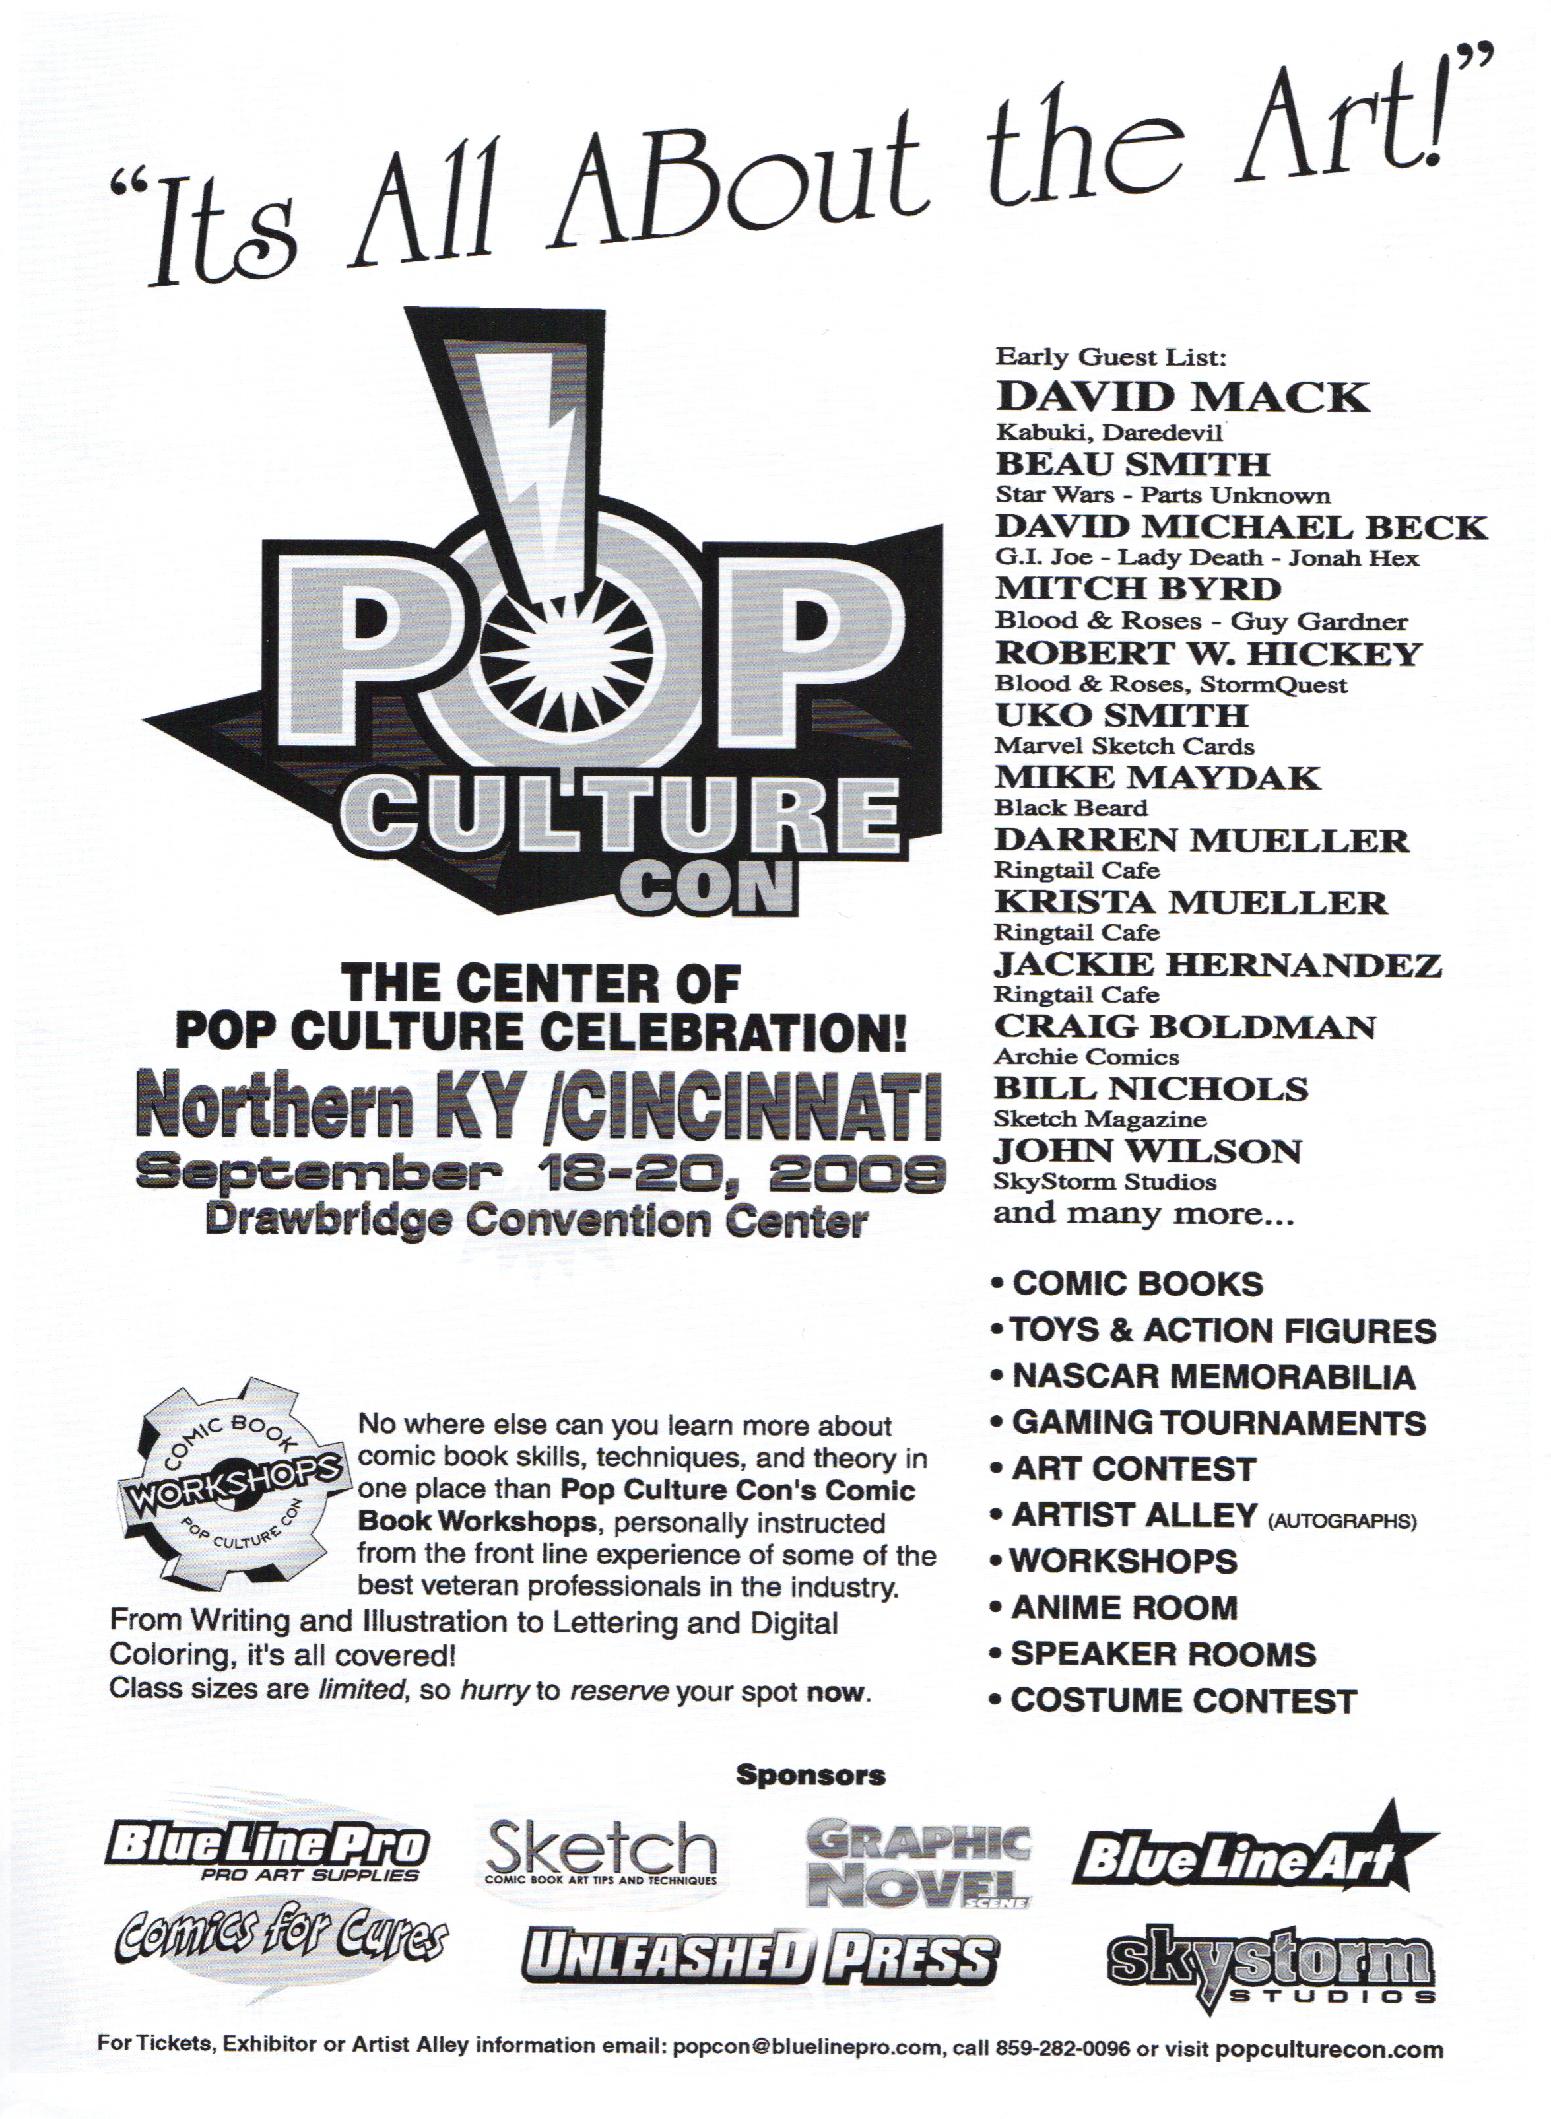 “Its All ABout the Art!”
POP
CULTURE
CON
THE CENTER OF
POP CULTURE CELEBRATION!
Northern KY /CINCINNATI
September 18-20, 2009
Drawbridge Convention Center
Early Guest List:
DAVID MACK
Kabuki, Daredevil
BEAU SMITH
Star Wars - Parts Unknown
DAVID MICHAEL BECK
G.I. Joe - Lady Death - Jonah Hex
MITCH BYRD
Blood & Roses - Guy Gardner
ROBERT W. HICKEY
Blood & Roses, StormQuest
UKO SMITH
Marvel Sketch Cards
MIKE MAYDAK
Black Beard
DARREN MUELLER
Ringtail Cafe
KRISTA MUELLER
Ringtail Cafe
JACKIE HERNANDEZ
Ringtail Cafe
CRAIG BOLDMAN
Archie Comics
BILL NICHOLS
Sketch Magazine
JOHN WILSON
SkyStorm Studios
and many more...
• COMIC BOOKS
• TOYS & ACTION FIGURES
• NASCAR MEMORABILIA
• GAMING TOURNAMENTS
• ART CONTEST
• ARTIST ALLEY (AUTOGRAPHS)
• WORKSHOPS
• ANIME ROOM
• SPEAKER ROOMS
• COSTUME CONTEST
COMIC BOOK
WORKSHOPS
POP CULTURE CON
No where else can you learn more about
comic book skills, techniques, and theory in
one place than Pop Culture Con's Comic
Book Workshops, personally instructed
from the front line experience of some of the
best veteran professionals in the industry.
From Writing and Illustration to Lettering and Digital
Coloring, it's all covered!
Class sizes are limited, so hurry to reserve your spot now.
Sponsors
Blue Line Pro
PRO ART SUPPLIES
Sketch
COMIC BOOK ART TIPS AND TECHNIQUES
GRAPHIC
NOVEL
SCENE
Blue Line Art
Comics for Cures
UNLEASHED PRESS
skystorm
STUDIOS
For Tickets, Exhibitor or Artist Alley information email: popcon@bluelinepro.com, call 859-282-0096 or visit popculturecon.com